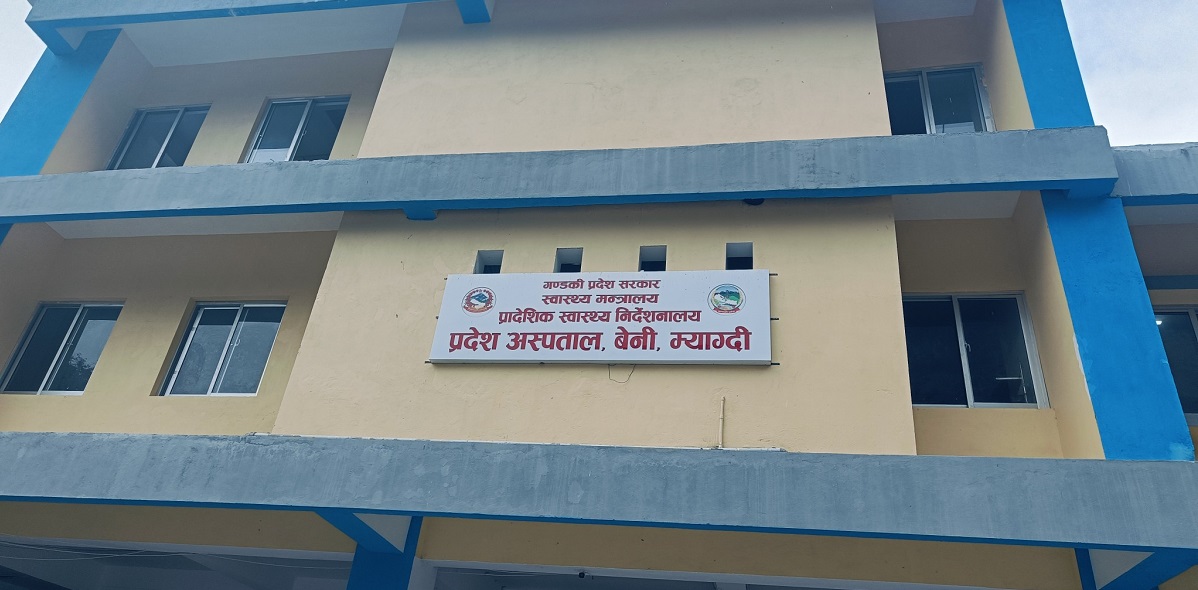 गण्डकी प्रदेश सरकार
स्वास्थ्य मन्त्रालय
प्रादेशिक स्वास्थ्य निर्देशनालय
प्रदेश अस्पताल, बेनी, म्याग्दी